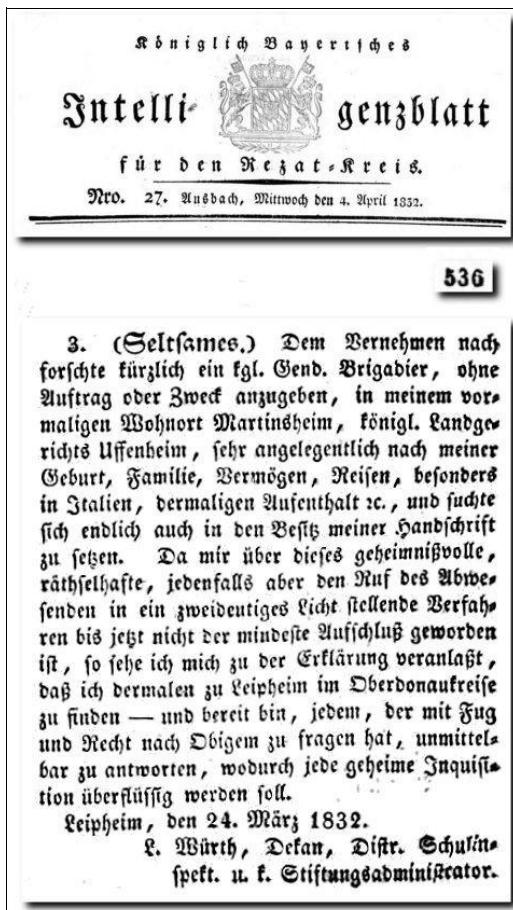 Königlich Bayerisches
Intelli- genzblatt
für den Rezat-Kreis.
Nro. 27. Ansbach, Mittwoch den 4. April 1832.
536
3. (Seltsames.) Dem Vernehmen nach
forschte kürzlich ein kgl. Gend. Brigadier, ohne
Auftrag oder Zweck anzugeben, in meinem vor-
maligen Wohnort Martinsheim, königl. Landge-
richts Uffenheim, sehr angelegentlich nach meiner
Geburt, Familie, Vermögen, Reisen, besonders
in Italien, dermaligen Aufenthalt ꝛc., und suchte
sich endlich auch in den Besitz meiner Handschrift
zu setzen. Da mir über dieses geheimnißvolle,
räthselhafte, jedenfalls aber den Ruf des Abwe-
senden in ein zweideutiges Licht stellende Verfah-
ren bis jetzt nicht der mindeste Aufschluß geworden
ist, so sehe ich mich zu der Erklärung veranlaßt,
daß ich dermalen zu Leipheim im Oberdonaukreise
zu finden — und bereit bin, jedem, der mit Fug
und Recht nach Obigem zu fragen hat, unmittel-
bar zu antworten, wodurch jede geheime Inquisi-
tion überflüssig werden soll.
Leipheim, den 24. März 1832.
L. Würth, Dekan, Distr. Schulin-
spekt. u. k. Stiftungsadministrator.